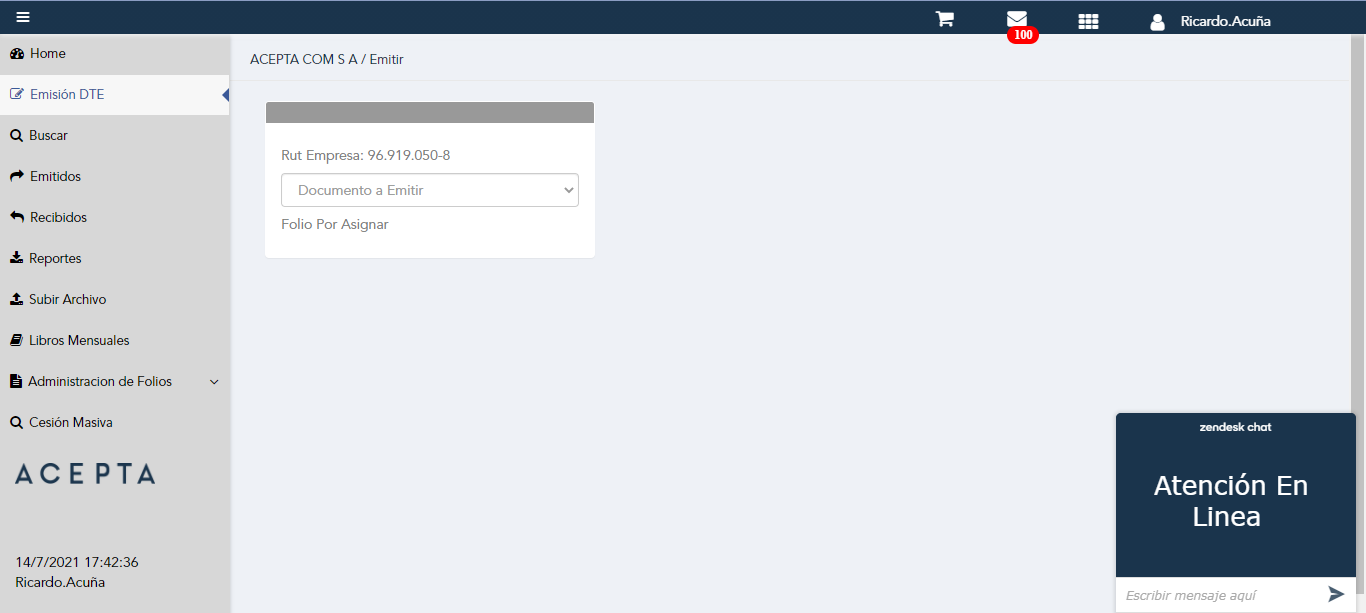 Ricardo.Acuña
100
Home
Emisión DTE
Buscar
Emitidos
Recibidos
Reportes
Subir Archivo
Libros Mensuales
Administracion de Folios
Cesión Masiva
ACEPTA
14/7/2021 17:42:36
Ricardo.Acuña
ACEPTA COM S A / Emitir
Rut Empresa: 96.919.050-8
Documento a Emitir
Folio Por Asignar
zendesk chat
Atención En
Linea
Escribir mensaje aquí